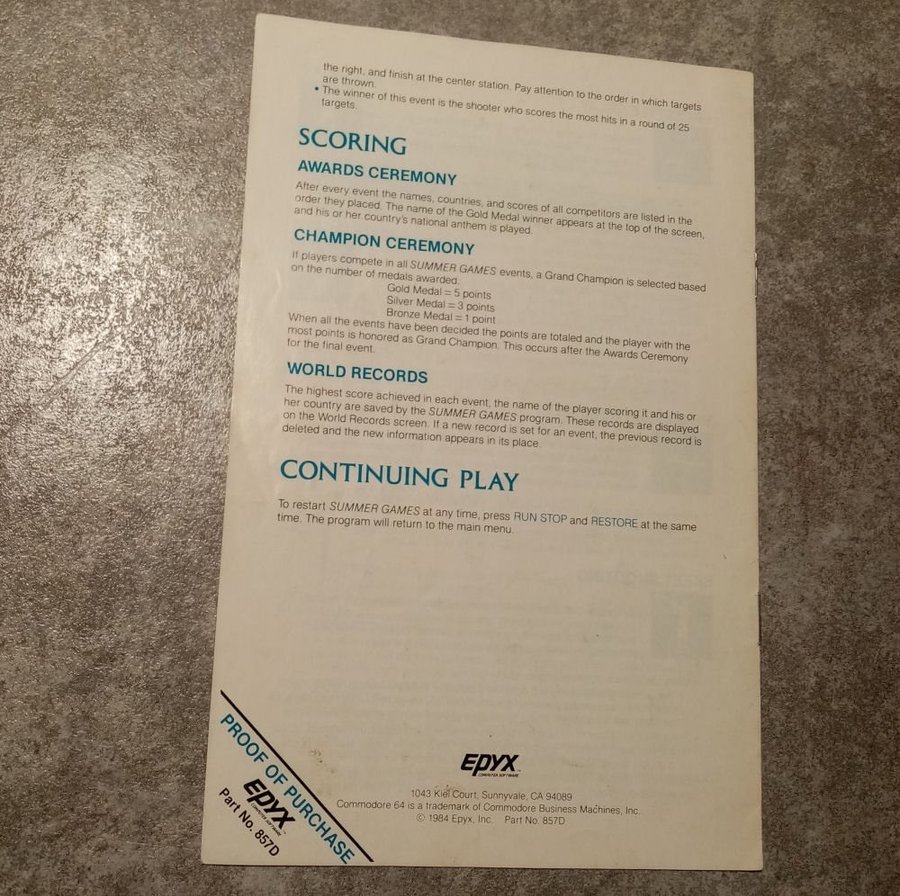 the right, and finish at the center station. Pay attention to the order in which targets
are thrown.
• The winner of this event is the shooter who scores the most hits in a round of 25
targets.
SCORING
AWARDS CEREMONY
After every event the names, countries, and scores of all competitors are listed in the
order they placed. The name of the Gold Medal winner appears at the top of the screen,
and his or her country's national anthem is played.
CHAMPION CEREMONY
If players compete in all SUMMER GAMES events, a Grand Champion is selected based
on the number of medals awarded.
Gold Medal = 5 points
Silver Medal = 3 points
Bronze Medal = 1 point
When all the events have been decided the points are totaled and the player with the
most points is honored as Grand Champion. This occurs after the Awards Ceremony
for the final event.
WORLD RECORDS
The highest score achieved in each event, the name of the player scoring it and his or
her country are saved by the SUMMER GAMES program. These records are displayed
on the World Records screen. If a new record is set for an event, the previous record is
deleted and the new information appears in its place.
CONTINUING PLAY
To restart SUMMER GAMES at any time, press RUN STOP and RESTORE at the same
time. The program will return to the main menu.
EPYX
COMPUTER SOFTWARE
1043 Kiel Court, Sunnyvale, CA 94089
Commodore 64 is a trademark of Commodore Business Machines, Inc.
© 1984 Epyx, Inc. Part No. 857D
PROOF OF PURCHASE
EPYX
COMPUTER SOFTWARE
Part No. 857D